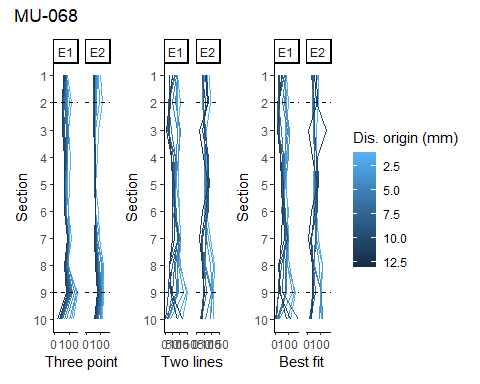 MU-068
E1 E2 E1 E2 E1 E2
1 1 1
2 2 2
3 3 3
4 4 4
5 5 5
6 6 6
7 7 7
8 8 8
9 9 9
10 10 10
Section Section Section
Three point Two lines Best fit
Dis. origin (mm)
2.5
5.0
7.5
10.0
12.5